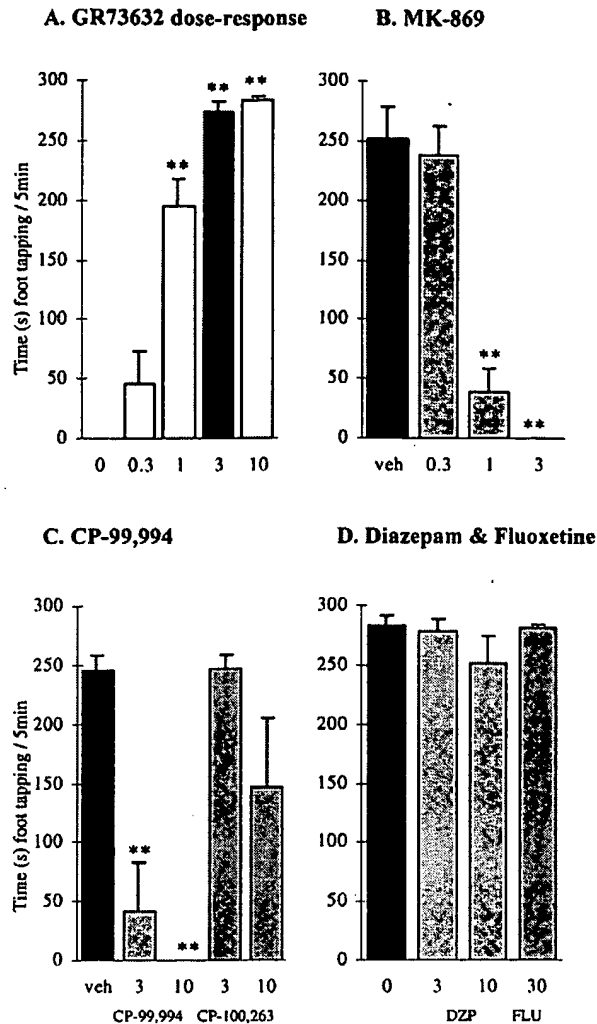 A. GR73632 dose-response
B. MK-869
Time (s) foot tapping / 5min
300
250
200
150
100
50
0
**
**
**
0 0.3 1 3 10
300
250
200
150
100
50
0
**
**
veh 0.3 1 3
C. CP-99,994
D. Diazepam & Fluoxetine
Time (s) foot tapping / 5min
300
250
200
150
100
50
0
**
**
veh 3 10 3 10
CP-99,994 CP-100,263
300
250
200
150
100
50
0
0 3 10 30
DZP FLU